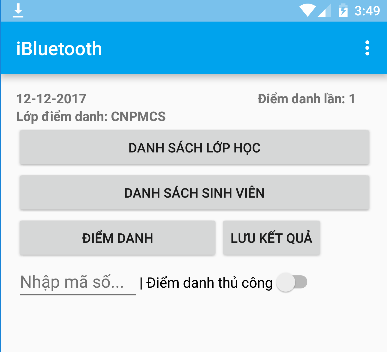 3:49
iBluetooth
12-12-2017 Điểm danh lần: 1
Lớp điểm danh: CNPMCS
DANH SÁCH LỚP HỌC
DANH SÁCH SINH VIÊN
ĐIỂM DANH LƯU KẾT QUẢ
Nhập mã số... | Điểm danh thủ công